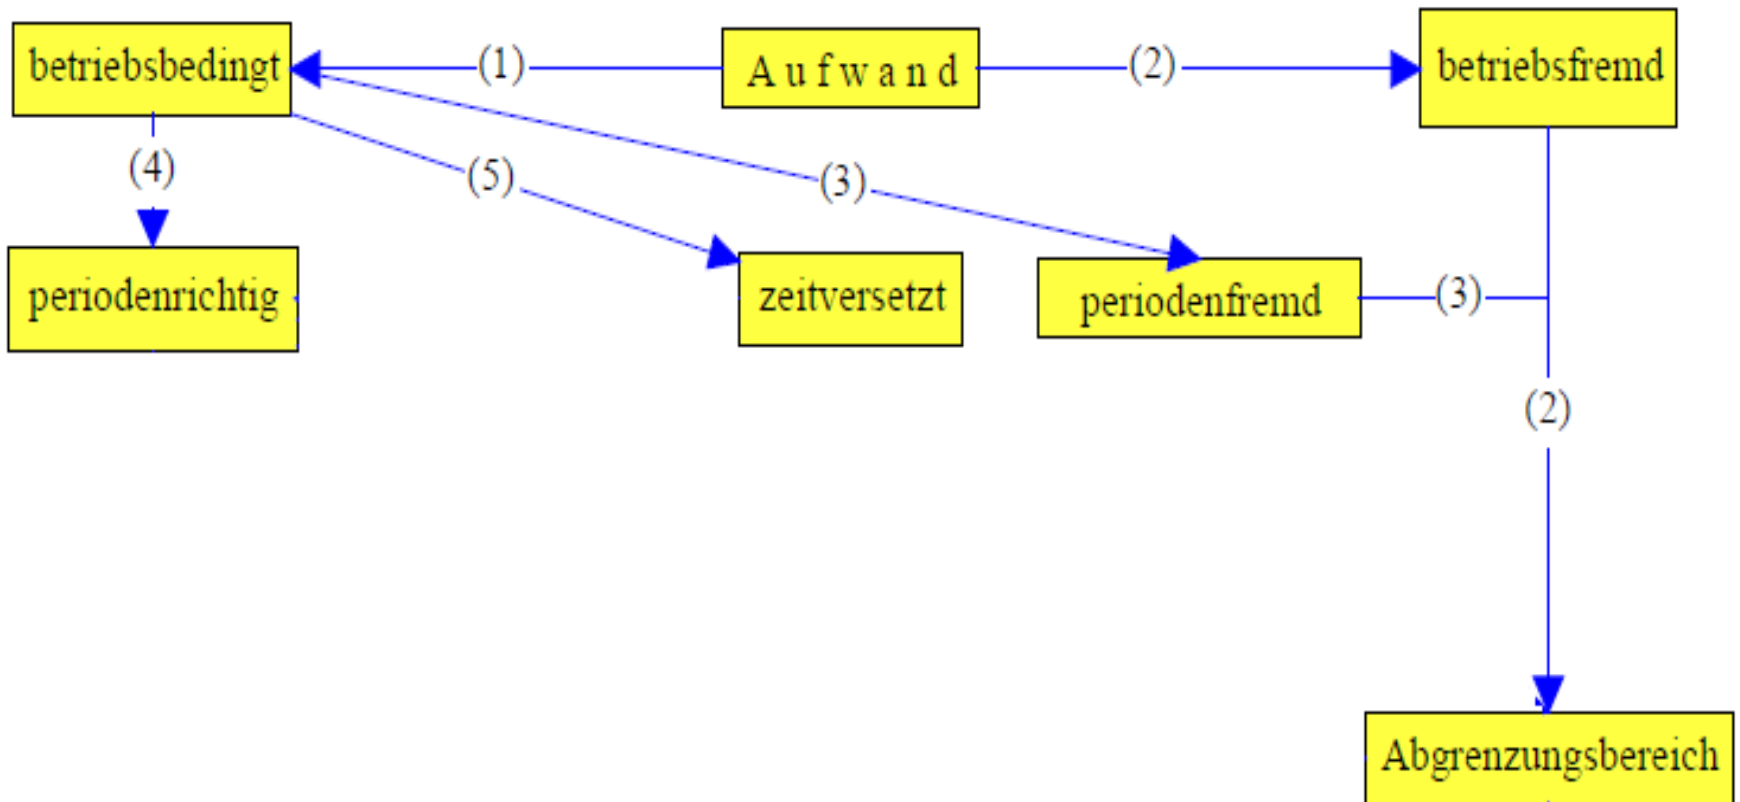 betriebsbedingt
(1)
A u f w a n d
(2)
betriebsfremd
(4)
(5)
(3)
periodenrichtig
zeitversetzt
periodenfremd
(3)
(2)
Abgrenzungsbereich